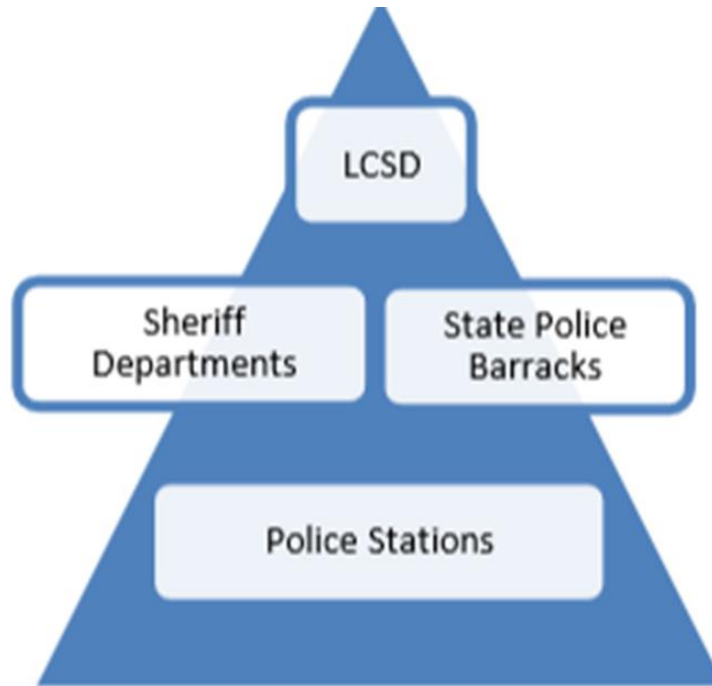 LCSD
Sheriff
Departments
State Police
Barracks
Police Stations